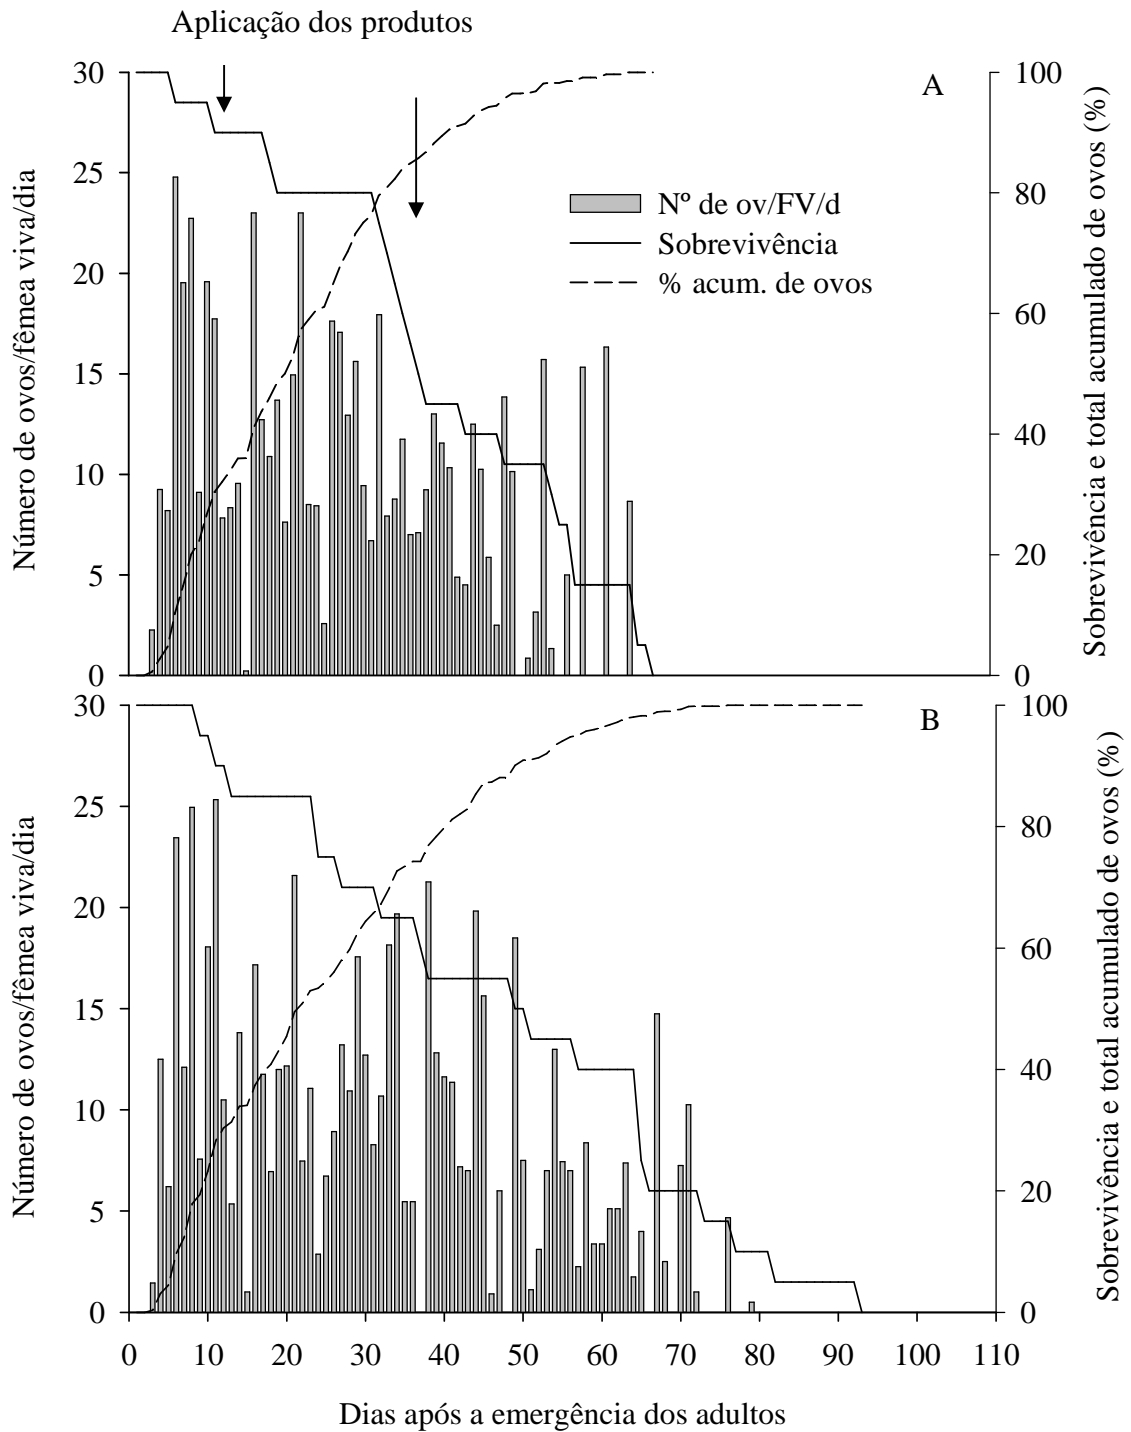 Aplicação dos produtos
30
25
20
15
10
5
0
Número de ovos/fêmea viva/dia
A
Nº de ov/FV/d
Sobrevivência
% acum. de ovos
100
80
60
40
20
0
Sobrevivência e total acumulado de ovos (%)
30
25
20
15
10
5
0
Número de ovos/fêmea viva/dia
B
100
80
60
40
20
0
Sobrevivência e total acumulado de ovos (%)
0 10 20 30 40 50 60 70 80 90 100 110
Dias após a emergência dos adultos